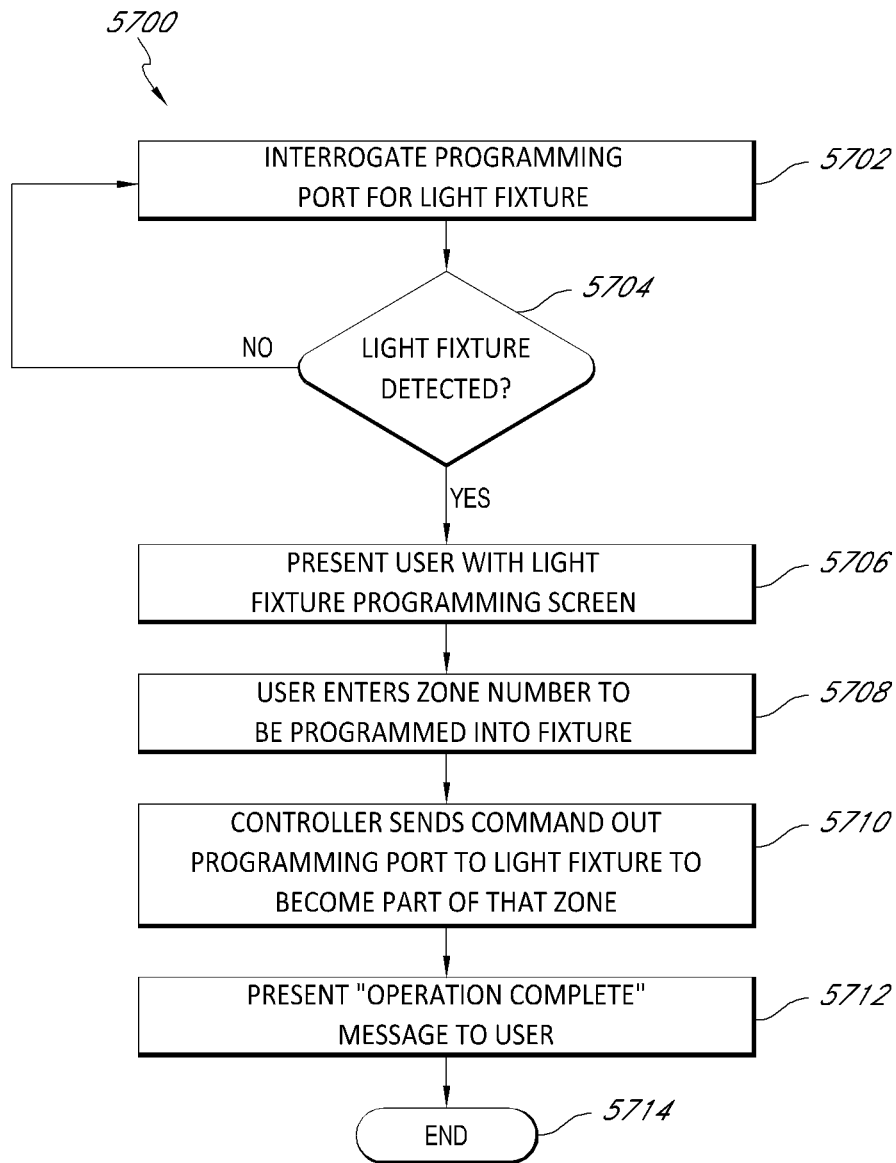 5700
INTERROGATE PROGRAMMING
PORT FOR LIGHT FIXTURE
5702
5704
LIGHT FIXTURE
DETECTED?
NO
YES
PRESENT USER WITH LIGHT
FIXTURE PROGRAMMING SCREEN
5706
USER ENTERS ZONE NUMBER TO
BE PROGRAMMED INTO FIXTURE
5708
CONTROLLER SENDS COMMAND OUT
PROGRAMMING PORT TO LIGHT FIXTURE TO
BECOME PART OF THAT ZONE
5710
PRESENT "OPERATION COMPLETE"
MESSAGE TO USER
5712
END
5714